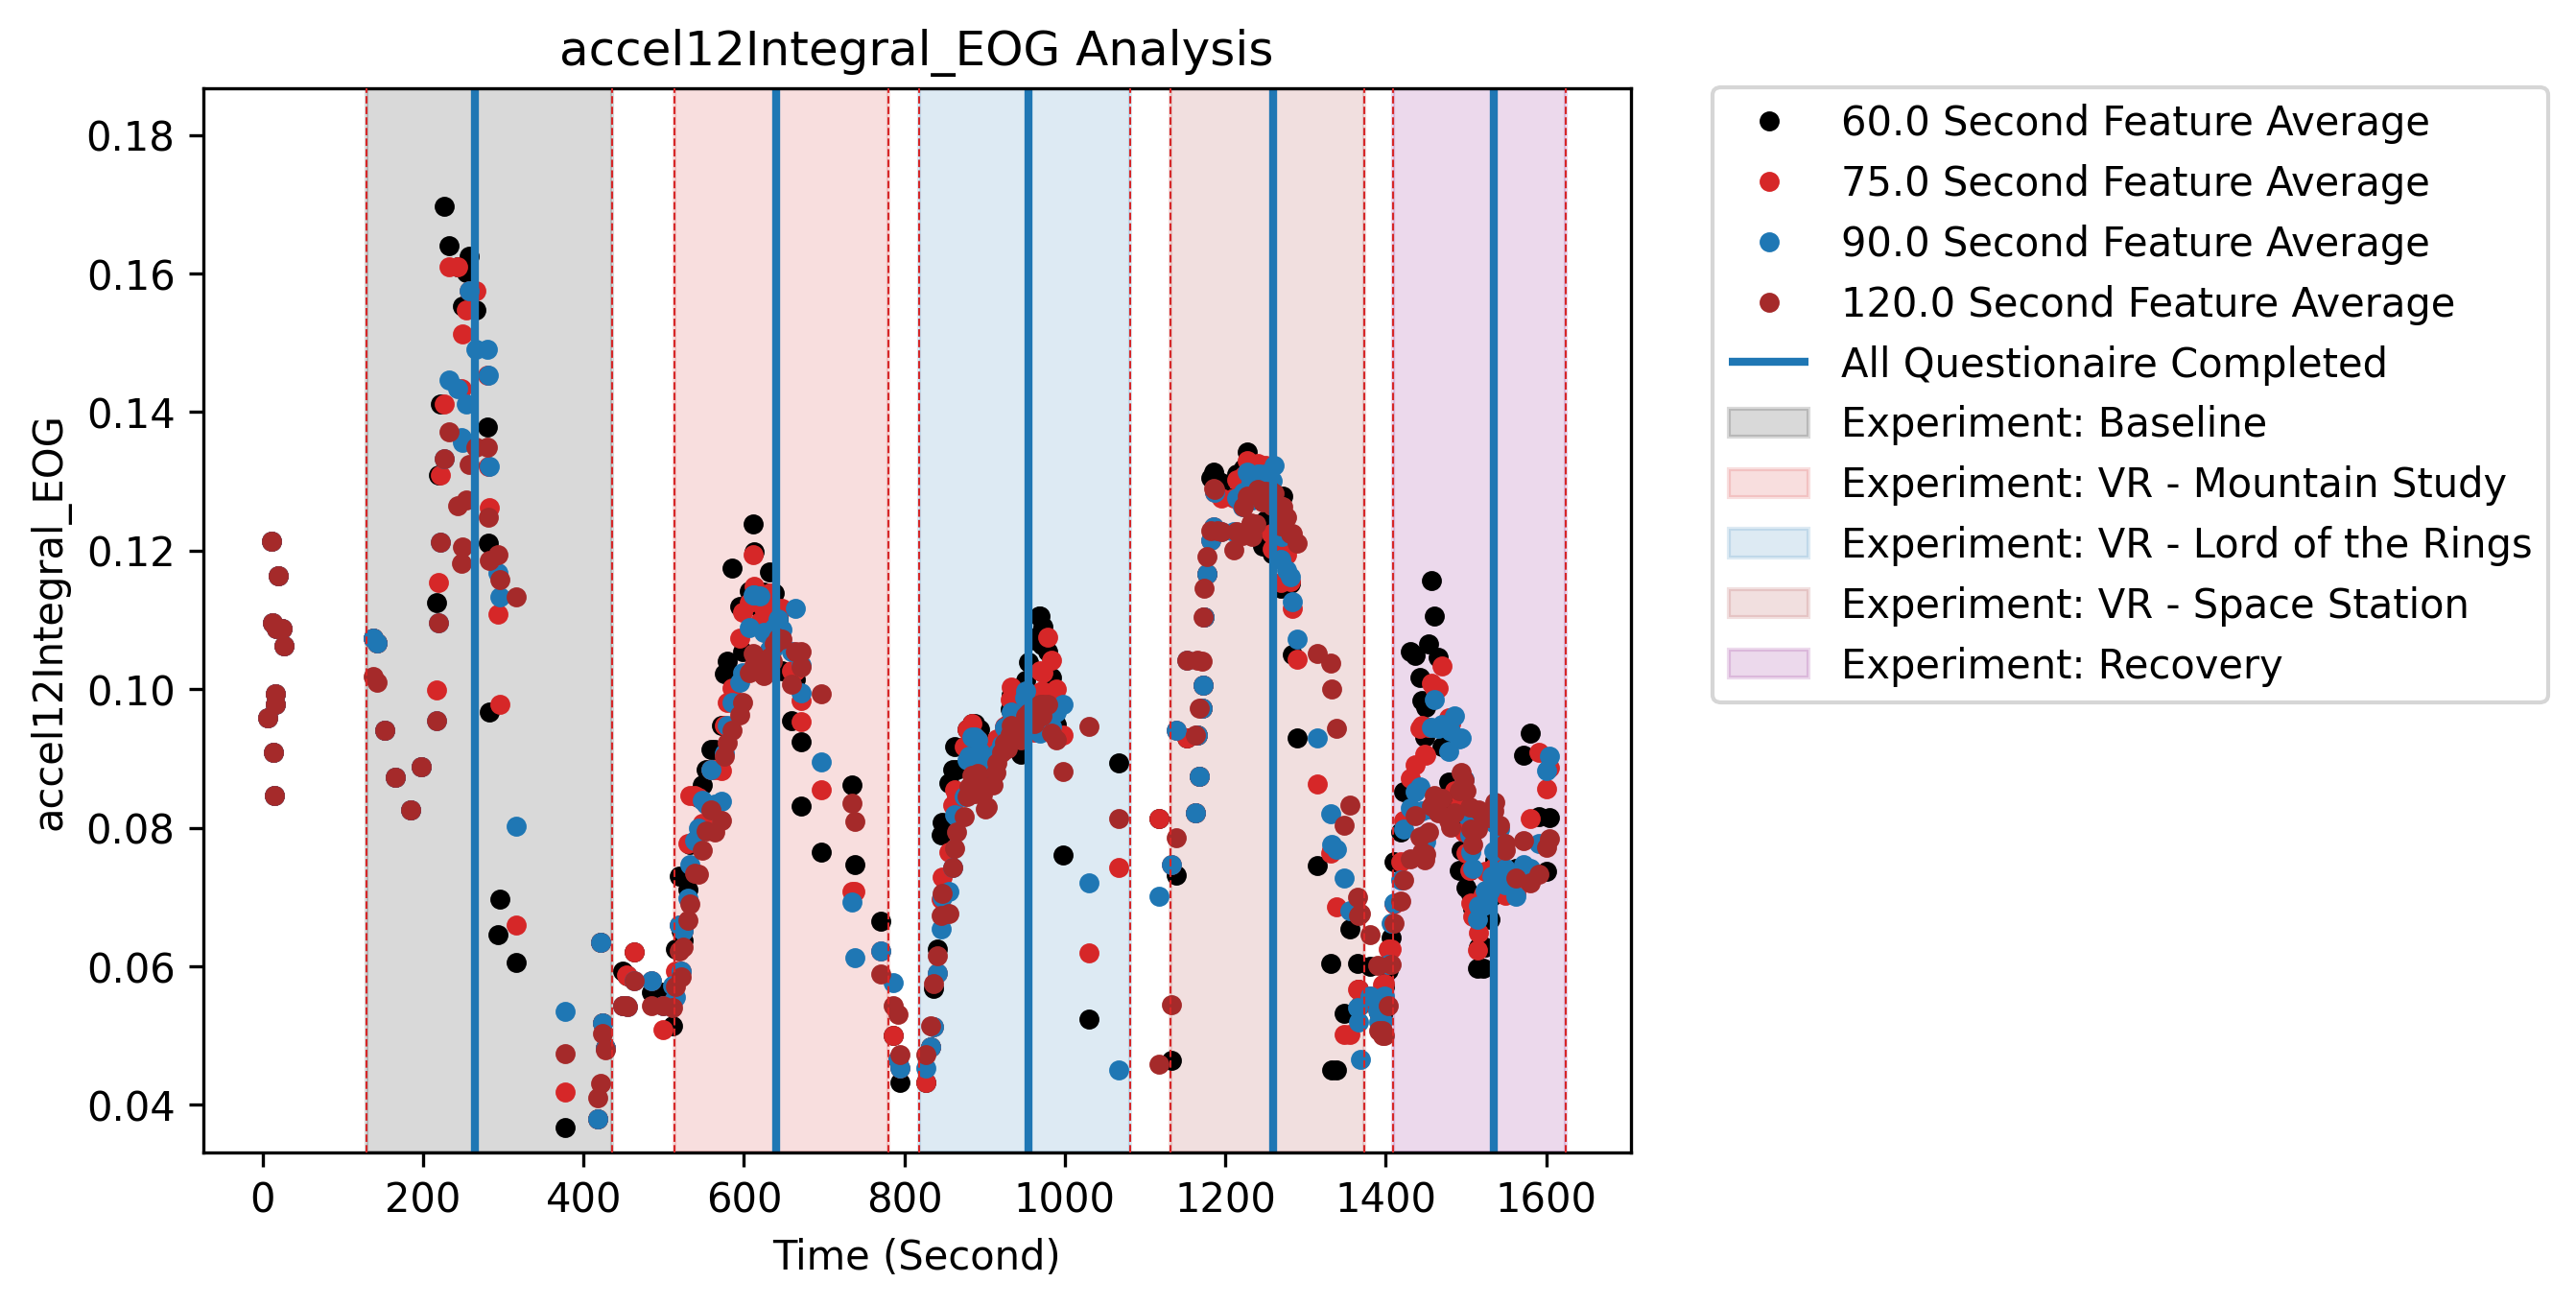 accel12Integral_EOG Analysis
accel12Integral_EOG
0.18
0.16
0.14
0.12
0.10
0.08
0.06
0.04
0 200 400 600 800 1000 1200 1400 1600
Time (Second)
60.0 Second Feature Average
75.0 Second Feature Average
90.0 Second Feature Average
120.0 Second Feature Average
All Questionaire Completed
Experiment: Baseline
Experiment: VR - Mountain Study
Experiment: VR - Lord of the Rings
Experiment: VR - Space Station
Experiment: Recovery